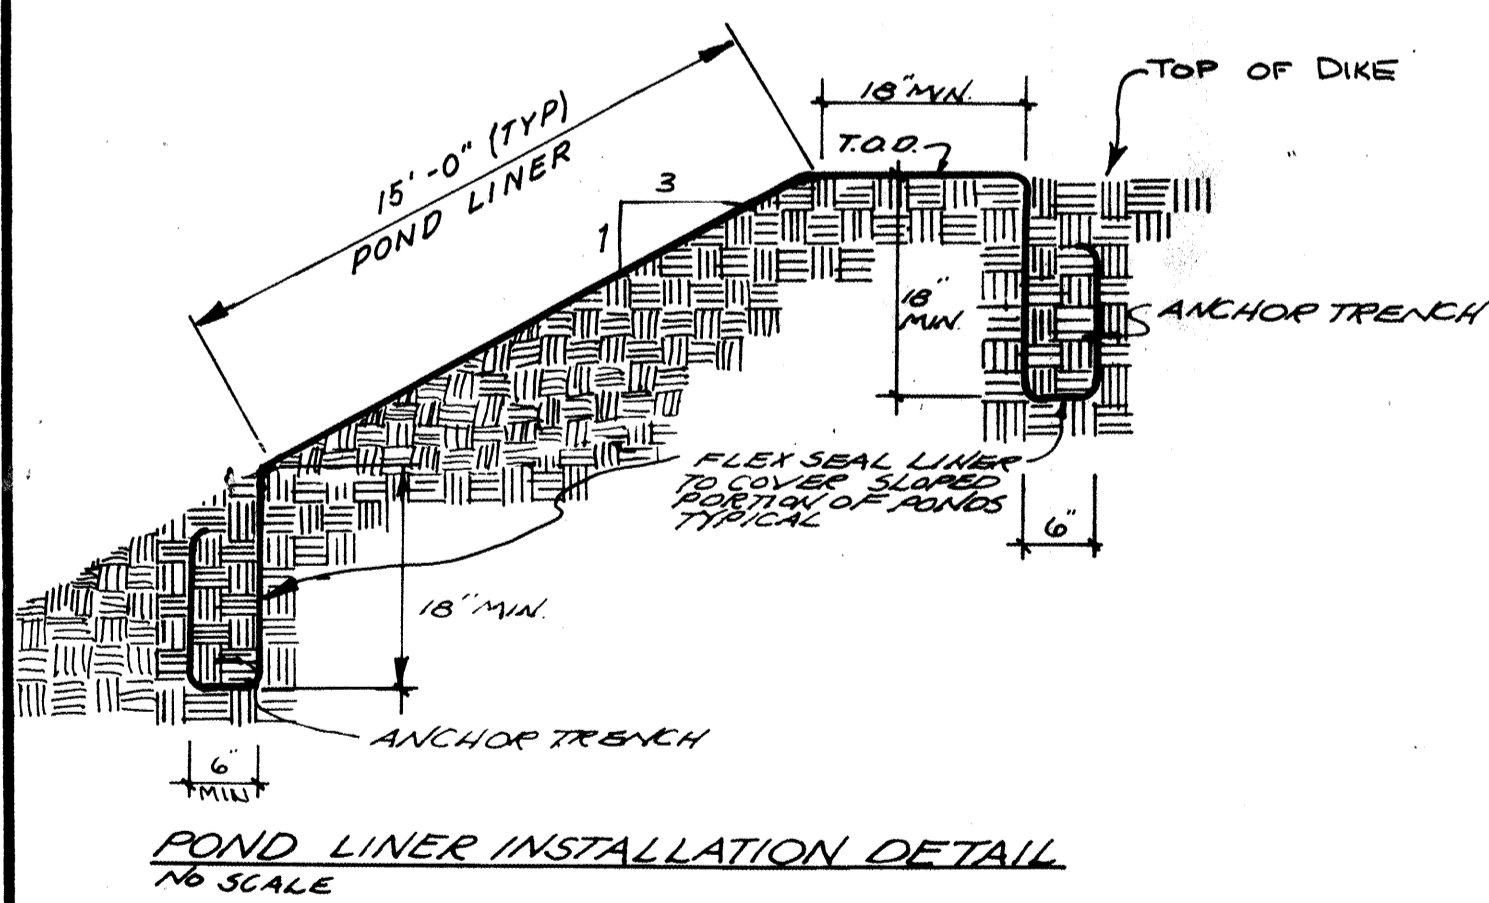 15'-0" (TYP)
POND LINER
18" MIN.
TOP OF DIKE
T.O.D.
3
1
18"
MIN.
ANCHOR TRENCH
FLEX SEAL LINER
TO COVER SLOPED
PORTION OF PONDS
TYPICAL
6"
18" MIN.
ANCHOR TRENCH
6"
MIN
POND LINER INSTALLATION DETAIL
NO SCALE